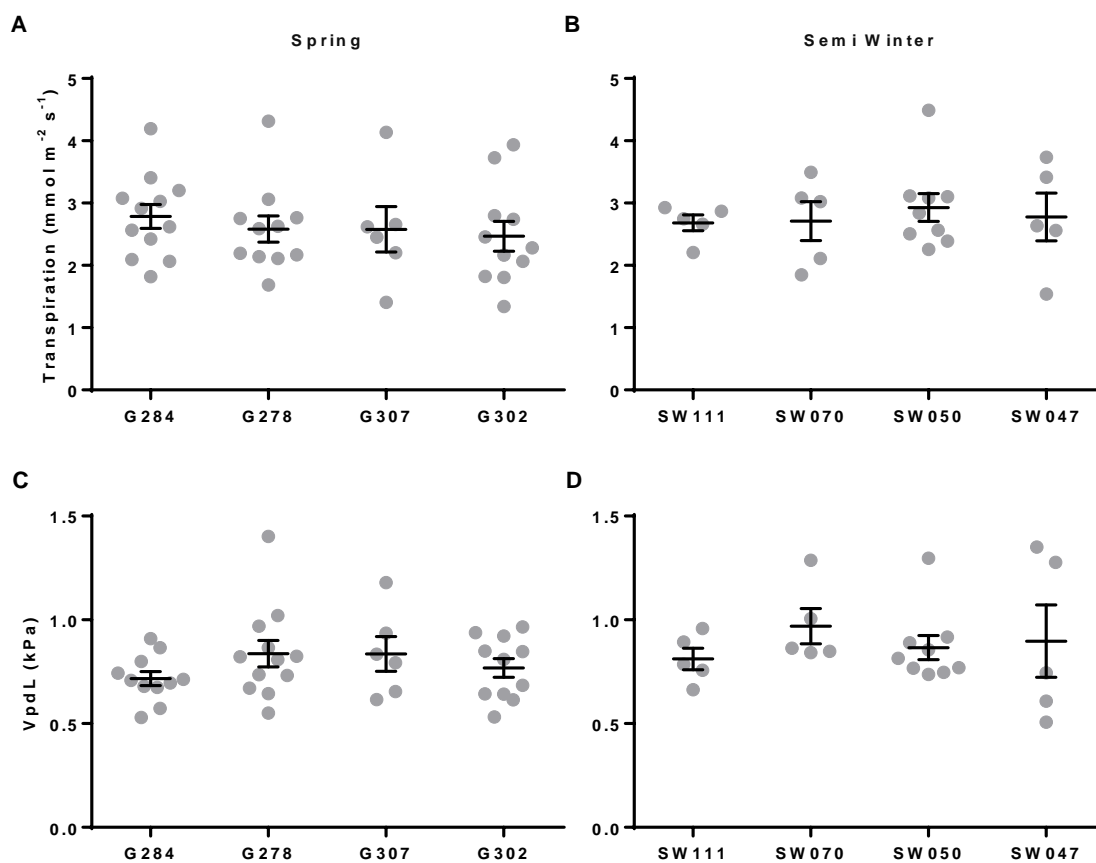 A
Spring
B
Semi Winter
Transpiration (mmol m⁻² s⁻¹)
5
4
3
2
1
0
G284 G278 G307 G302
5
4
3
2
1
0
SW111 SW070 SW050 SW047
C
D
VpdL (kPa)
1.5
1.0
0.5
0.0
G284 G278 G307 G302
1.5
1.0
0.5
0.0
SW111 SW070 SW050 SW047